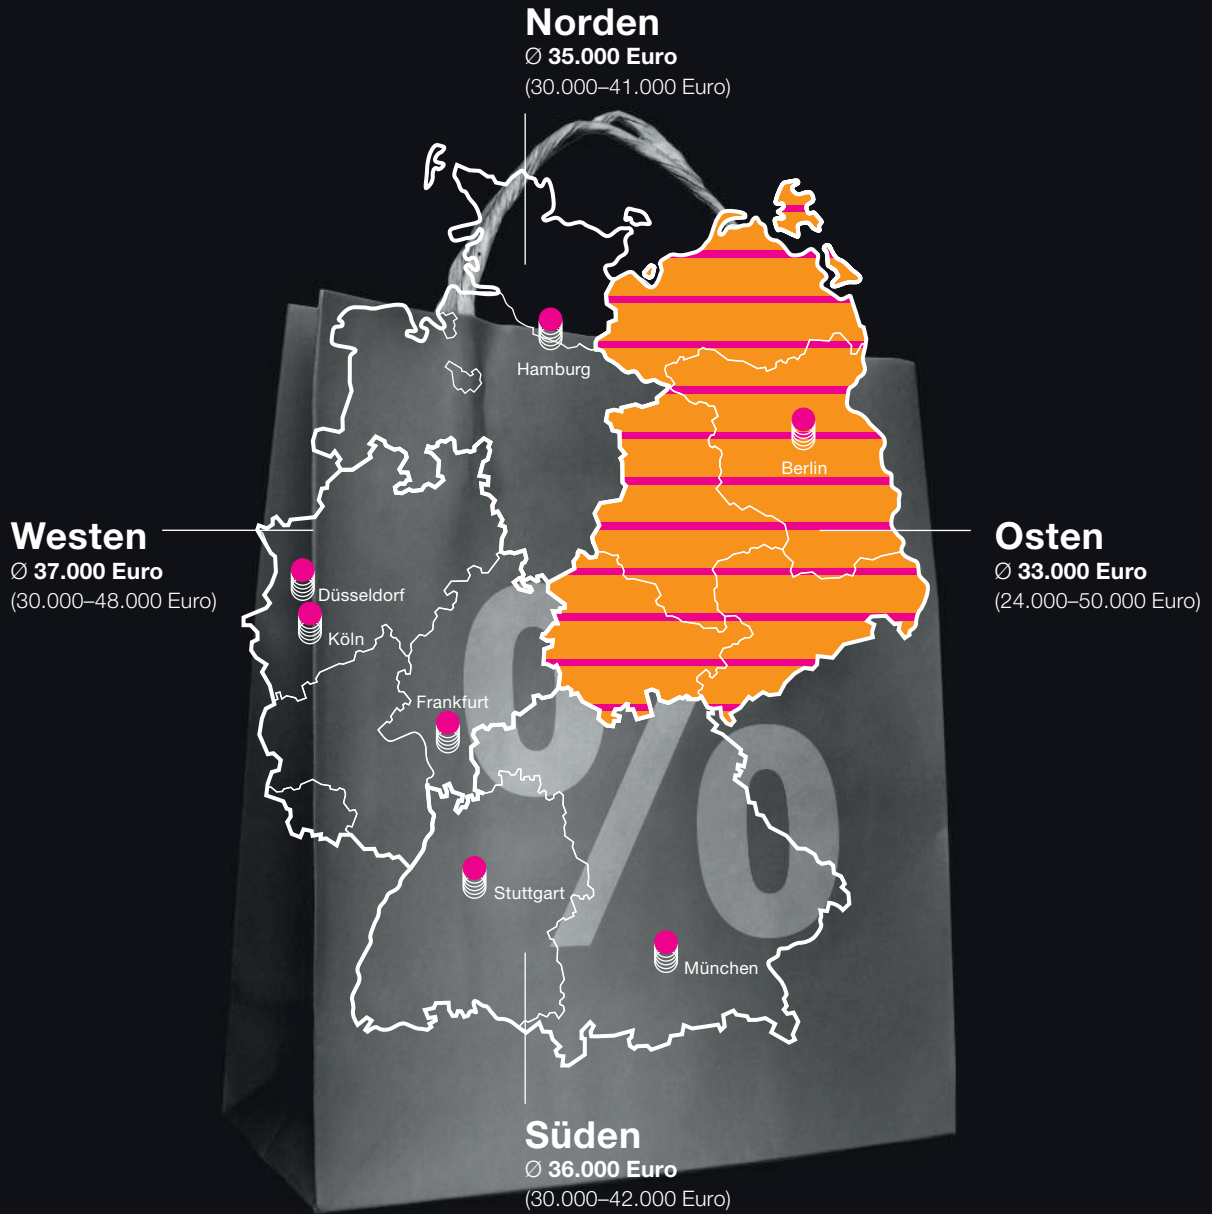 Norden
Ø 35.000 Euro
(30.000–41.000 Euro)
Hamburg
Berlin
Westen
Ø 37.000 Euro
(30.000–48.000 Euro)
Osten
Ø 33.000 Euro
(24.000–50.000 Euro)
Düsseldorf
Köln
Frankfurt
%
Stuttgart
München
Süden
Ø 36.000 Euro
(30.000–42.000 Euro)